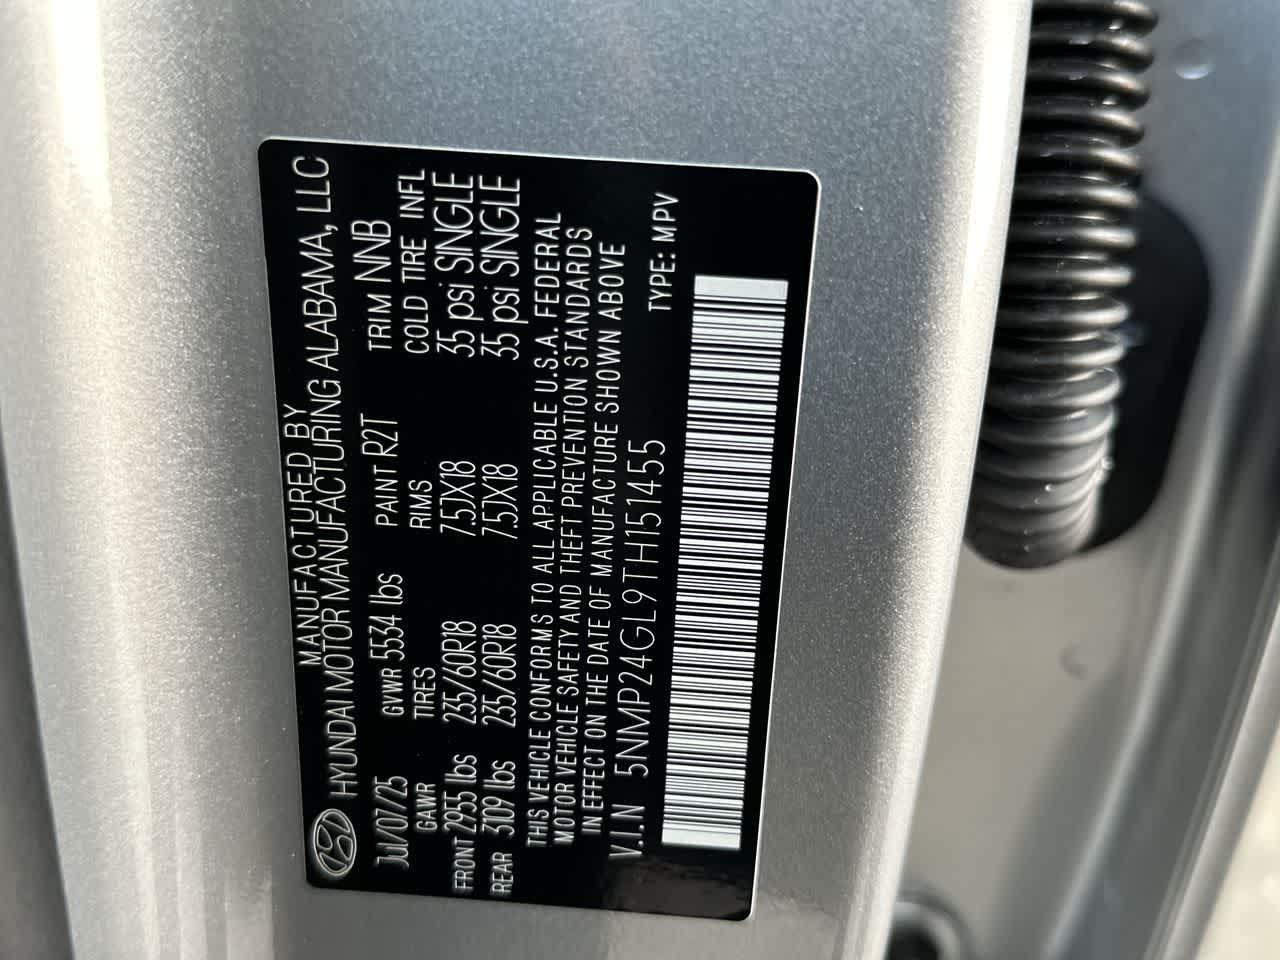 MANUFACTURED BY
HYUNDAI MOTOR MANUFACTURING ALABAMA, LLC
JU/07/25 GVWR 5534 lbs PAINT R2T TRIM NNB
GAWR TIRES RIMS COLD TIRE INFL
FRONT 2955 lbs 235/60R18 7.5JX18 35 psi SINGLE
REAR 3109 lbs 235/60R18 7.5JX18 35 psi SINGLE
THIS VEHICLE CONFORMS TO ALL APPLICABLE U.S.A. FEDERAL
MOTOR VEHICLE SAFETY AND THEFT PREVENTION STANDARDS
IN EFFECT ON THE DATE OF MANUFACTURE SHOWN ABOVE
V.I.N 5NMP24GL9TH151455 TYPE: MPV